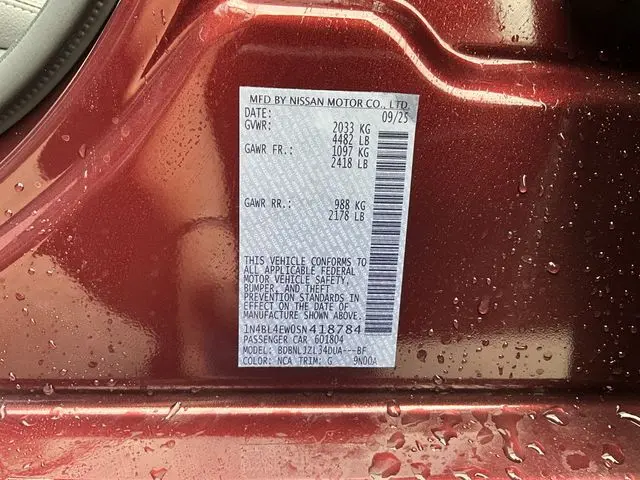 MFD BY NISSAN MOTOR CO., LTD.
DATE: 09/25
GVWR: 2033 KG
4482 LB
GAWR FR.: 1097 KG
2418 LB
GAWR RR.: 988 KG
2178 LB
THIS VEHICLE CONFORMS TO
ALL APPLICABLE FEDERAL
MOTOR VEHICLE SAFETY,
BUMPER, AND THEFT
PREVENTION STANDARDS IN
EFFECT ON THE DATE OF
MANUFACTURE SHOWN ABOVE.
1N4BL4EW0SN418784
PASSENGER CAR 601804
MODEL: BDBNLIZL34DUA---BF
COLOR: NCA TRIM: G 9N00A